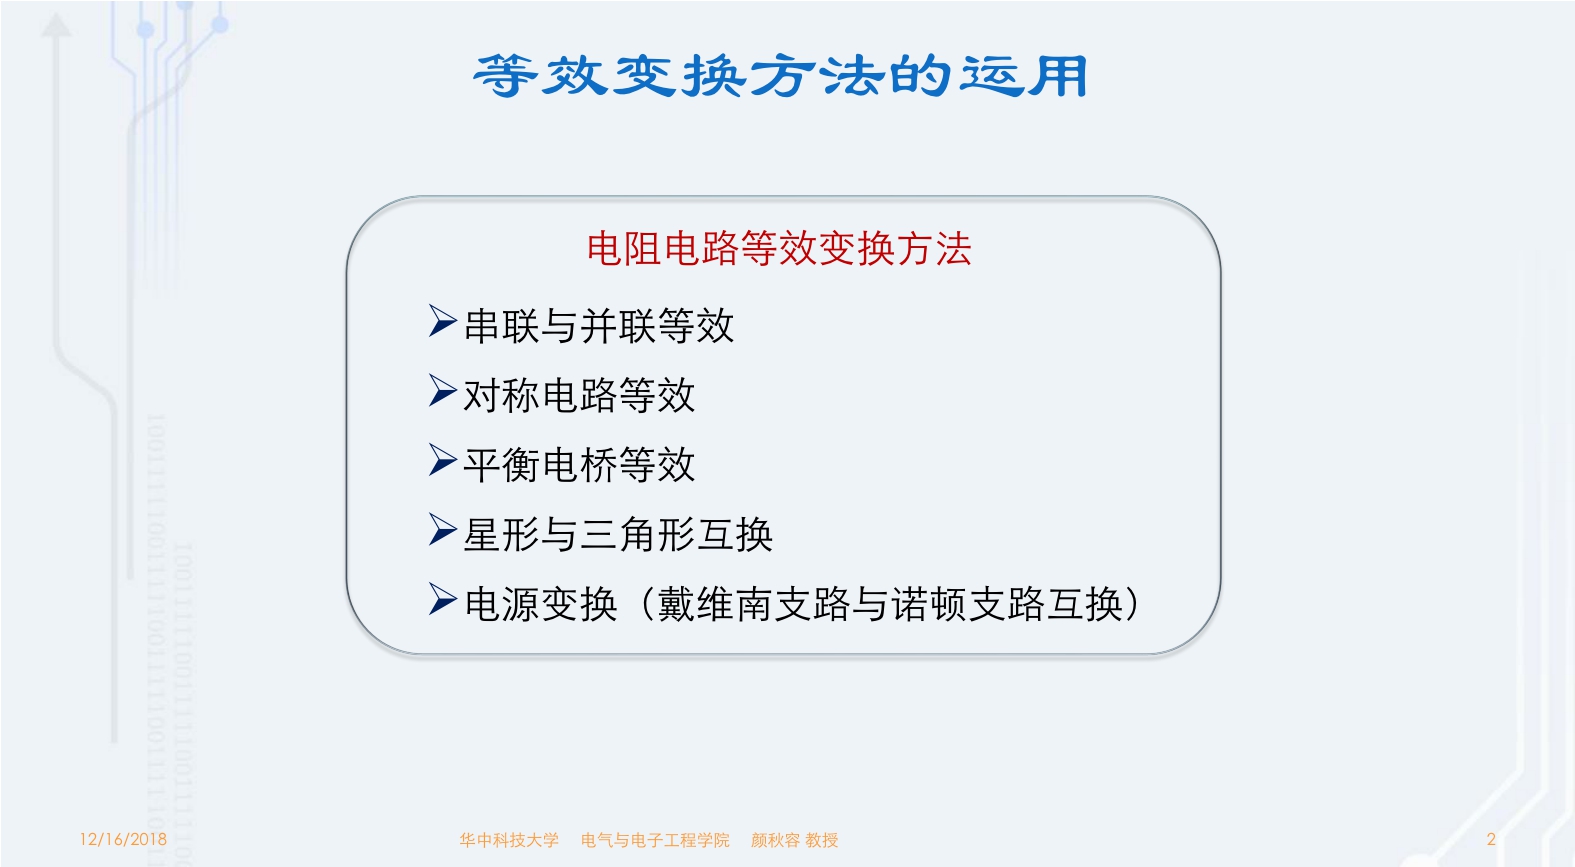 等效变换方法的运用
电阻电路等效变换方法
串联与并联等效
对称电路等效
平衡电桥等效
星形与三角形互换
电源变换（戴维南支路与诺顿支路互换）
12/16/2018 华中科技大学 电气与电子工程学院 颜秋容 教授 2